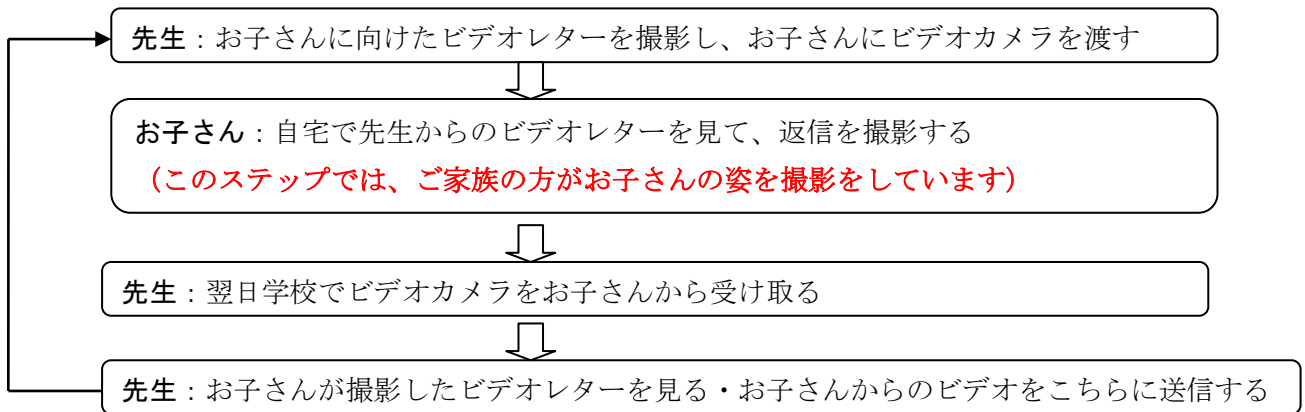 先生：お子さんに向けたビデオレターを撮影し、お子さんにビデオカメラを渡す
お子さん：自宅で先生からのビデオレターを見て、返信を撮影する
（このステップでは、ご家族の方がお子さんの姿を撮影をしています）
先生：翌日学校でビデオカメラをお子さんから受け取る
先生：お子さんが撮影したビデオレターを見る・お子さんからのビデオをこちらに送信する